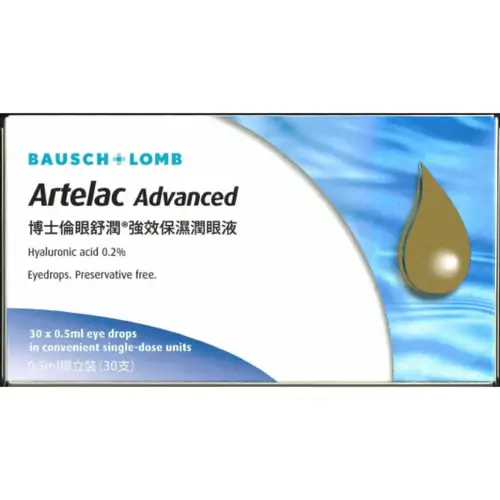 BAUSCH + LOMB
Artelac Advanced
博士倫眼舒潤®強效保濕潤眼液
Hyaluronic acid 0.2%
Eyedrops. Preservative free.
30 x 0.5ml eye drops
in convenient single-dose units
0.5ml獨立裝 (30支)